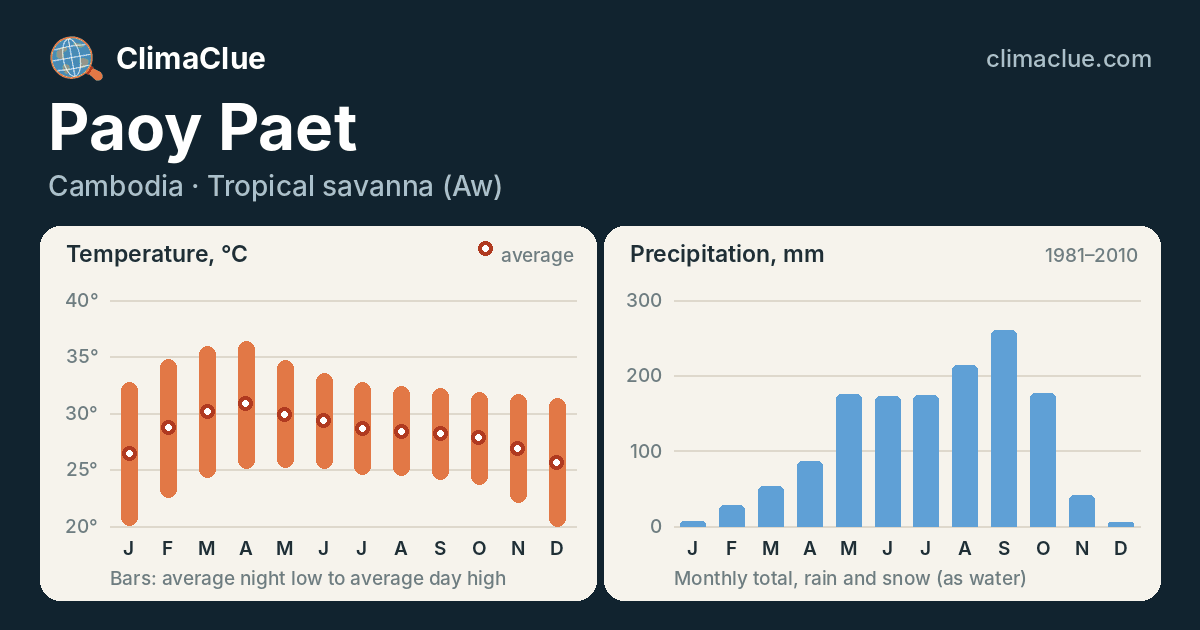 ClimaClue
climaclue.com
Paoy Paet
Cambodia · Tropical savanna (Aw)
Temperature, °C
average
40°
35°
30°
25°
20°
J F M A M J J A S O N D
Bars: average night low to average day high
Precipitation, mm
1981–2010
300
200
100
0
J F M A M J J A S O N D
Monthly total, rain and snow (as water)